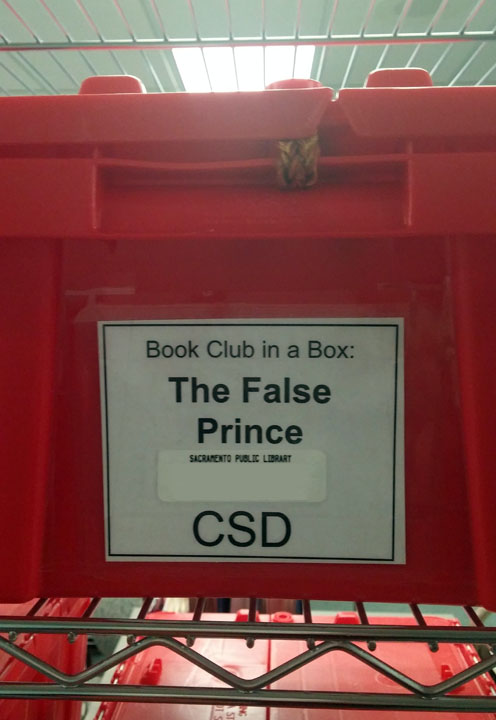 Book Club in a Box:
The False
Prince
SACRAMENTO PUBLIC LIBRARY
CSD